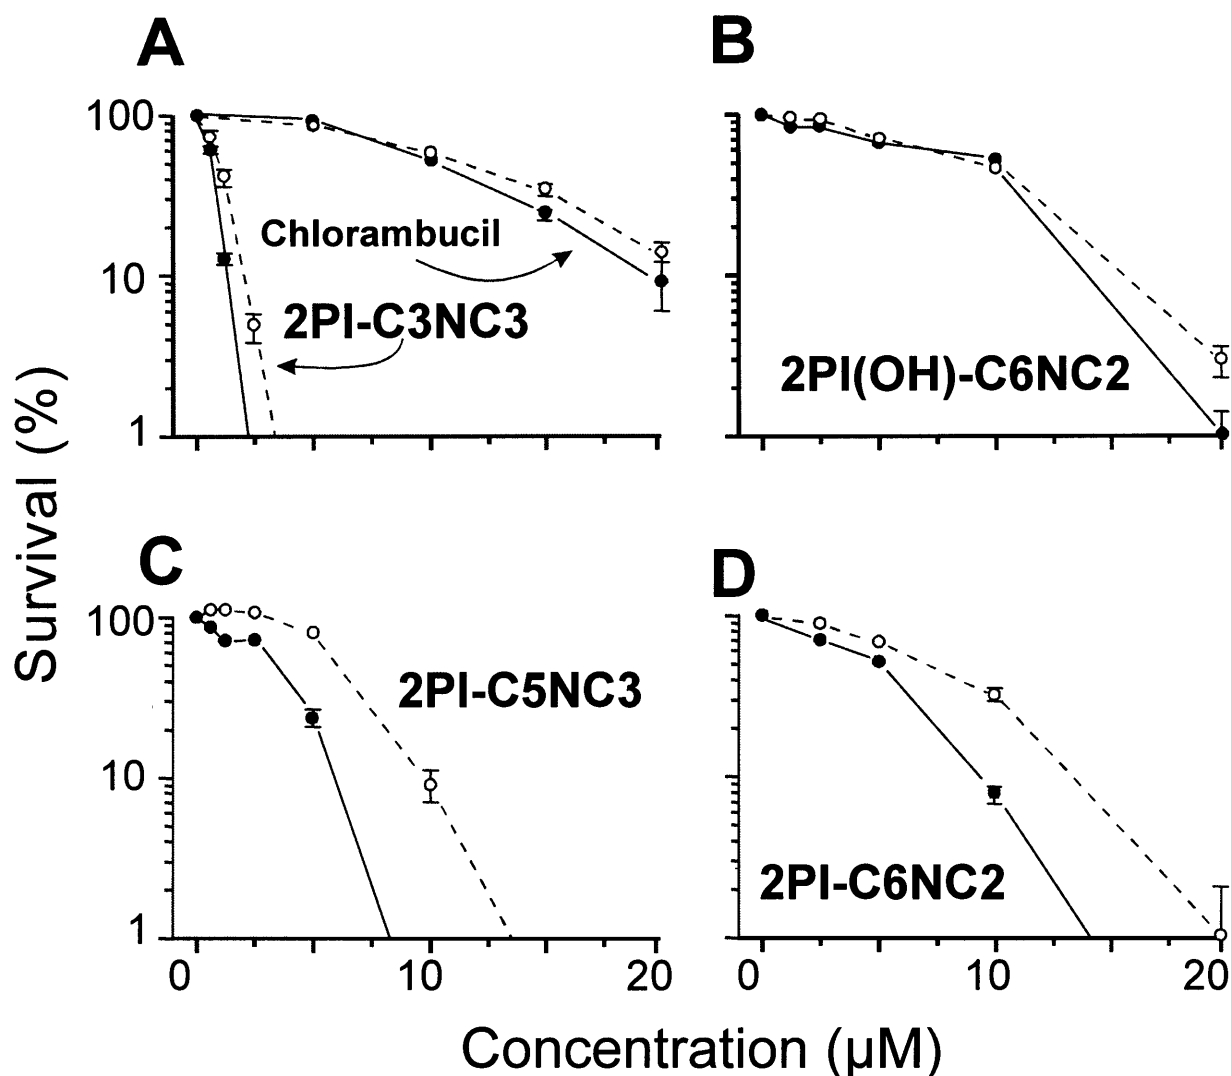 A
B
100
Chlorambucil
10
2PI-C3NC3
2PI(OH)-C6NC2
1
Survival (%)
C
D
100
2PI-C5NC3
10
2PI-C6NC2
1
0 10 20
0 10 20
Concentration (µM)